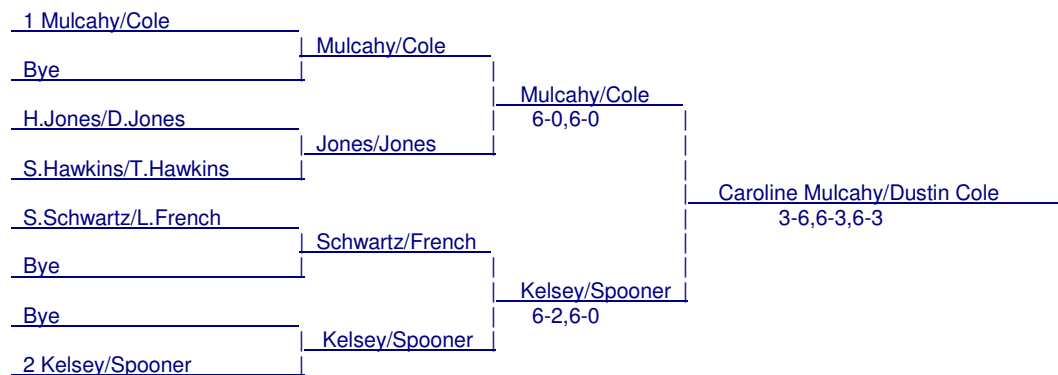 1 Mulcahy/Cole
Mulcahy/Cole
Bye
Mulcahy/Cole
6-0,6-0
H.Jones/D.Jones
Jones/Jones
S.Hawkins/T.Hawkins
Caroline Mulcahy/Dustin Cole
3-6,6-3,6-3
S.Schwartz/L.French
Schwartz/French
Bye
Kelsey/Spooner
6-2,6-0
Bye
Kelsey/Spooner
2 Kelsey/Spooner